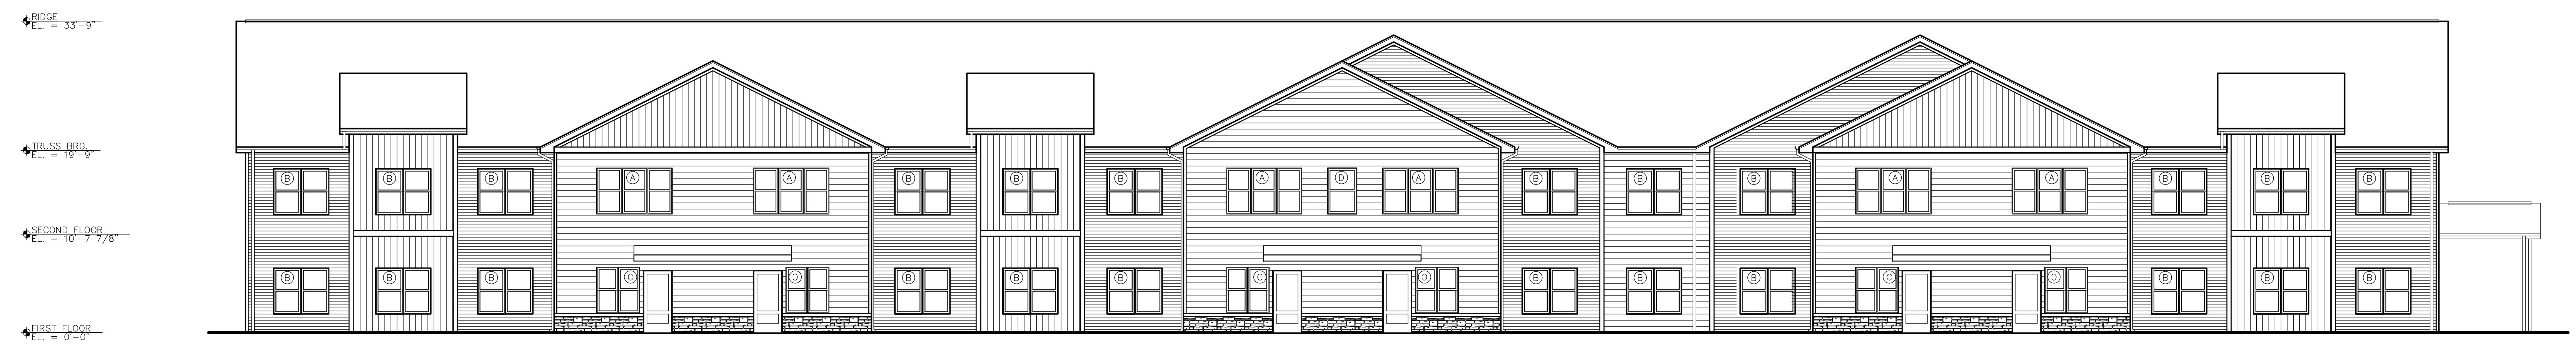 RIDGE
EL. = 33'-9"
TRUSS BRG.
EL. = 19'-9"
B B B A A B B B A D A B B B A A B B B
SECOND FLOOR
EL. = 10'-7 7/8"
B B B C C B B B C C B B B C C B B B
FIRST FLOOR
EL. = 0'-0"